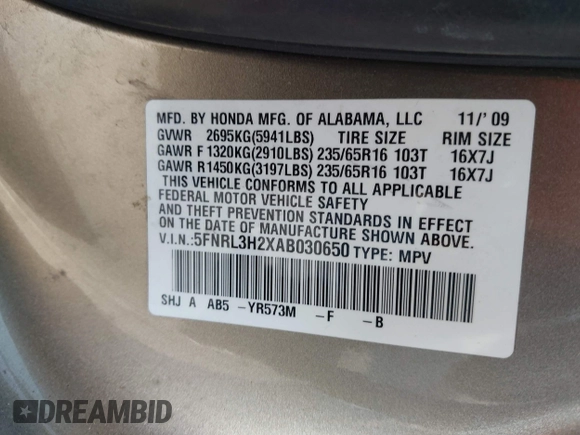 MFD. BY HONDA MFG. OF ALABAMA, LLC 11/' 09
GVWR 2695KG(5941LBS) TIRE SIZE RIM SIZE
GAWR F 1320KG(2910LBS) 235/65R16 103T 16X7J
GAWR R1450KG(3197LBS) 235/65R16 103T 16X7J
THIS VEHICLE CONFORMS TO ALL APPLICABLE
FEDERAL MOTOR VEHICLE SAFETY
AND THEFT PREVENTION STANDARDS IN EFFECT
ON THE DATE OF MANUFACTURE SHOWN ABOVE.
V.I.N.:5FNRL3H2XAB030650 TYPE: MPV
SHJ A AB5 -YR573M -F -B
DREAMBID